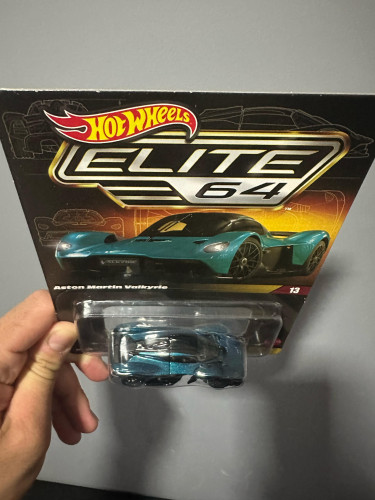 HOT WHEELS
ELITE
64
Aston Martin Valkyrie
13